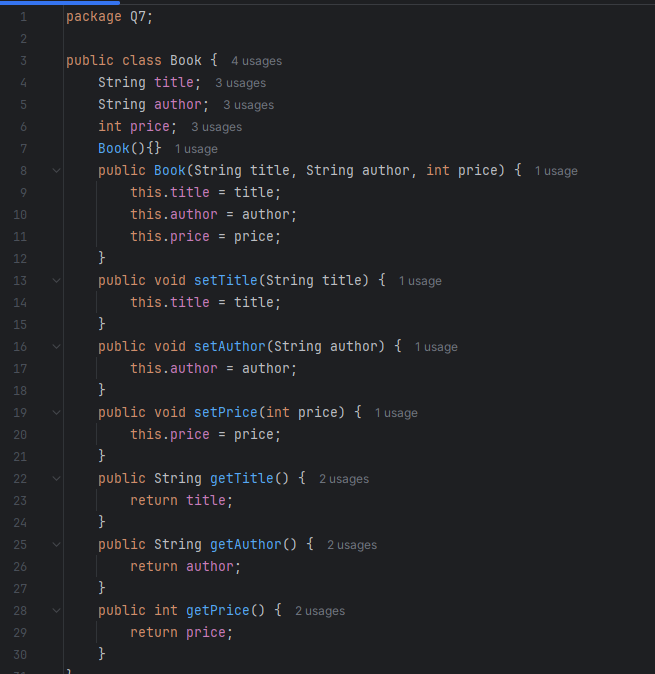 1 package Q7;
2
3 public class Book { 4 usages
4 String title; 3 usages
5 String author; 3 usages
6 int price; 3 usages
7 Book(){} 1 usage
8 public Book(String title, String author, int price) { 1 usage
9 this.title = title;
10 this.author = author;
11 this.price = price;
12 }
13 public void setTitle(String title) { 1 usage
14 this.title = title;
15 }
16 public void setAuthor(String author) { 1 usage
17 this.author = author;
18 }
19 public void setPrice(int price) { 1 usage
20 this.price = price;
21 }
22 public String getTitle() { 2 usages
23 return title;
24 }
25 public String getAuthor() { 2 usages
26 return author;
27 }
28 public int getPrice() { 2 usages
29 return price;
30 }